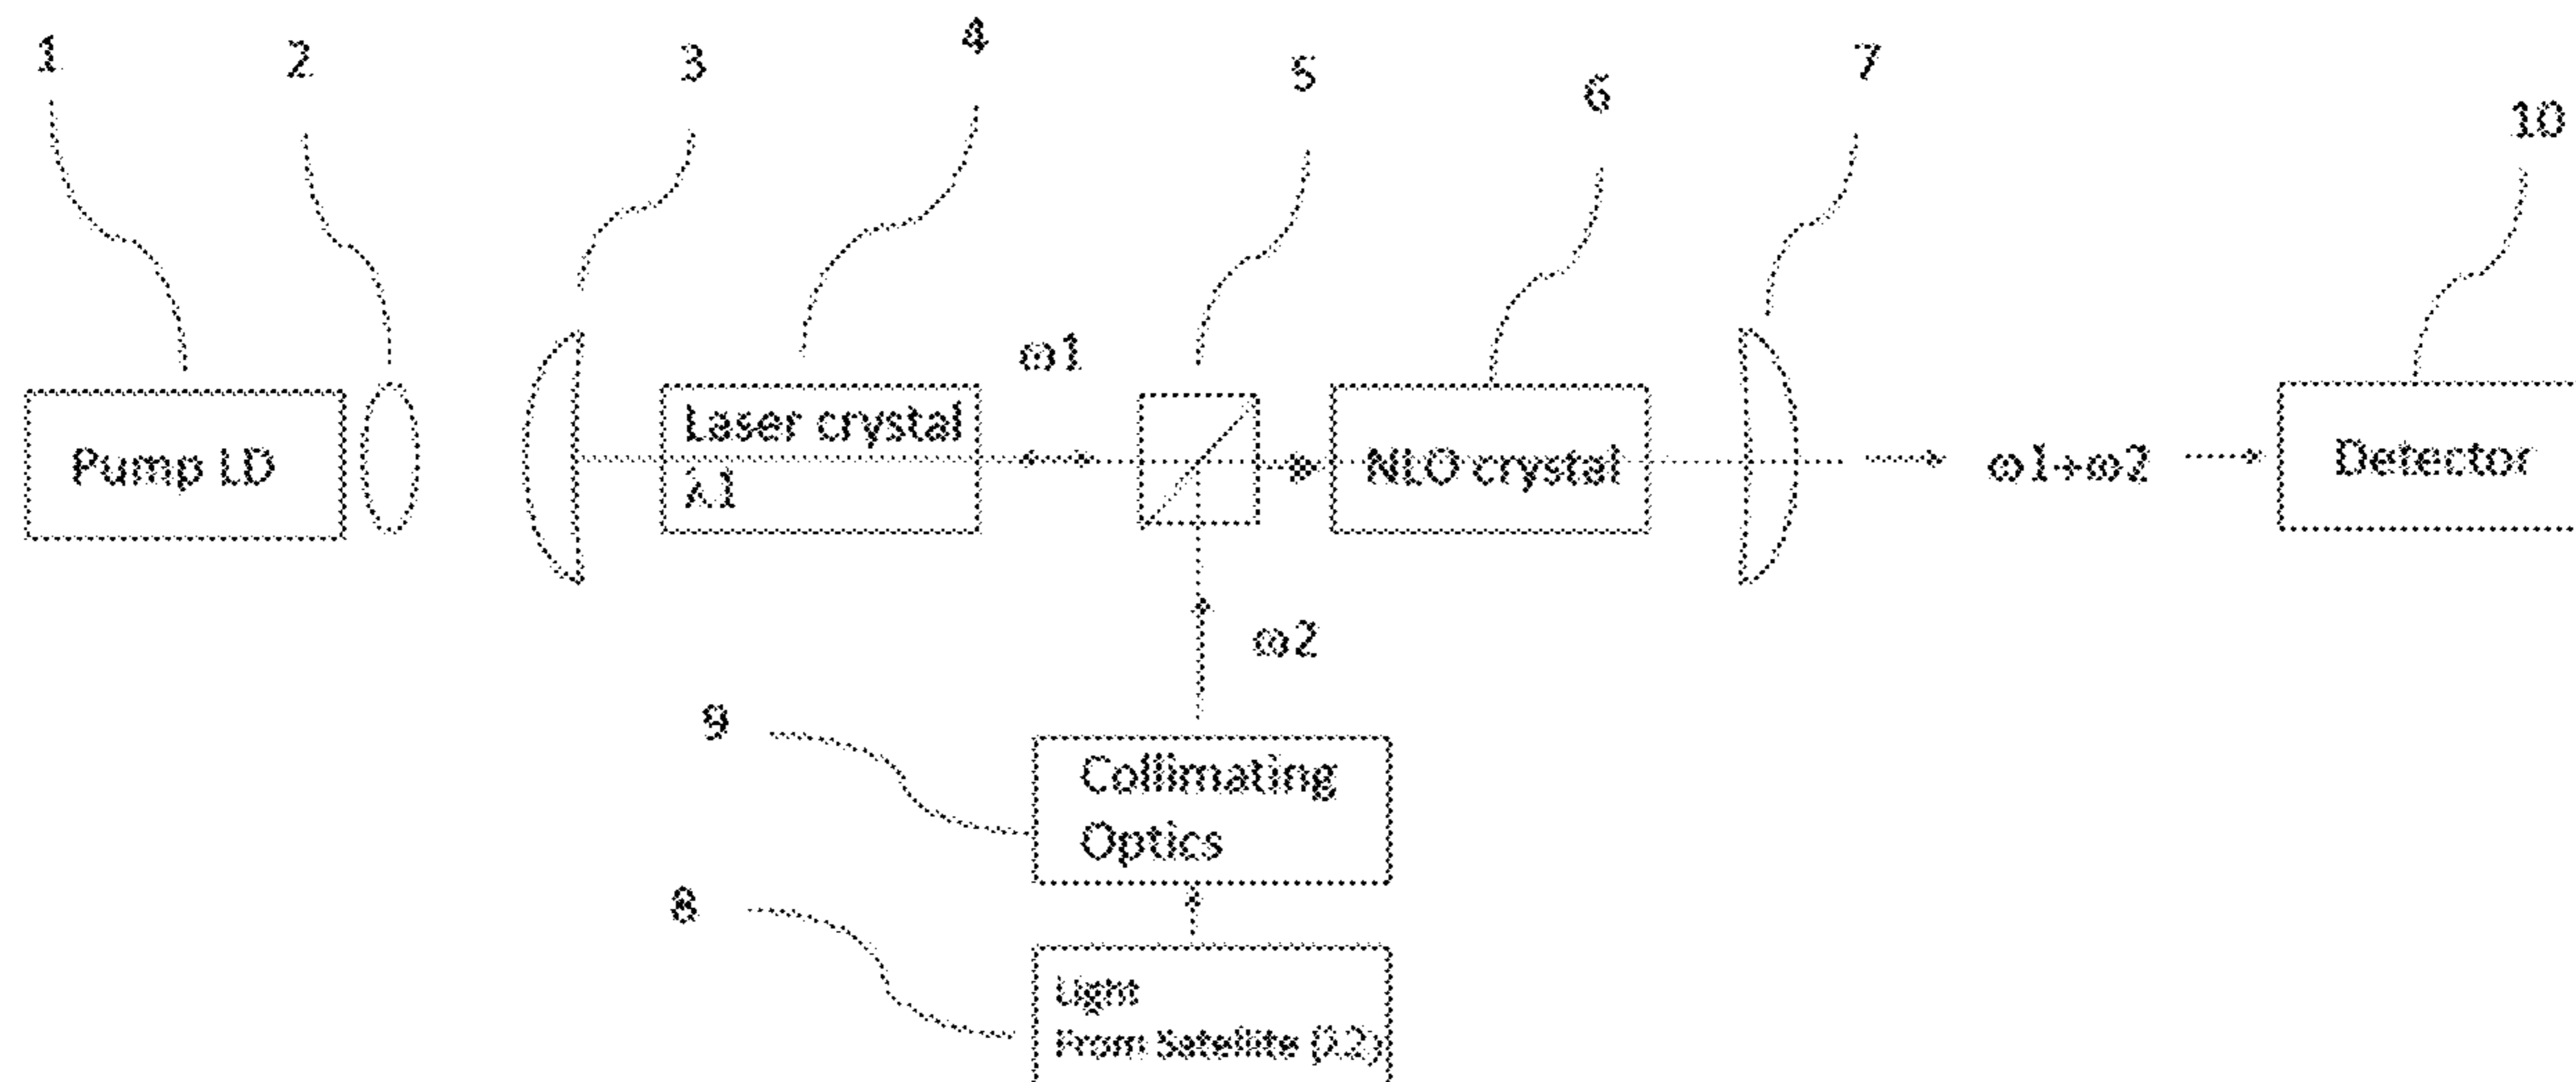 1
2
3
4
5
6
7
10
ω1
Pump LD
Laser crystal
λ1
NLO crystal
ω1+ω2
Detector
ω2
9
Collimating
Optics
8
Light
From Satellite (λ2)